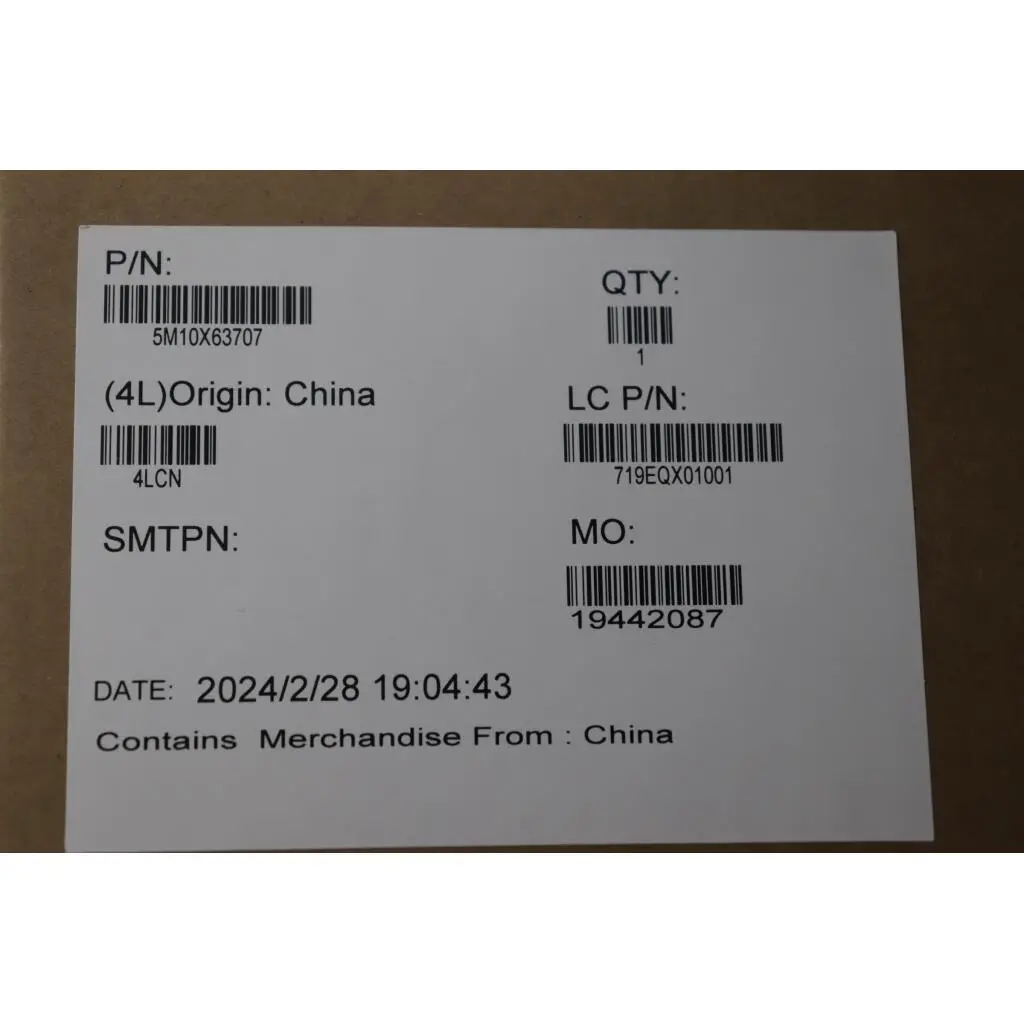 P/N:
5M10X63707
QTY:
1
(4L)Origin: China
4LCN
LC P/N:
719EQX01001
SMTPN:
MO:
19442087
DATE: 2024/2/28 19:04:43
Contains Merchandise From : China